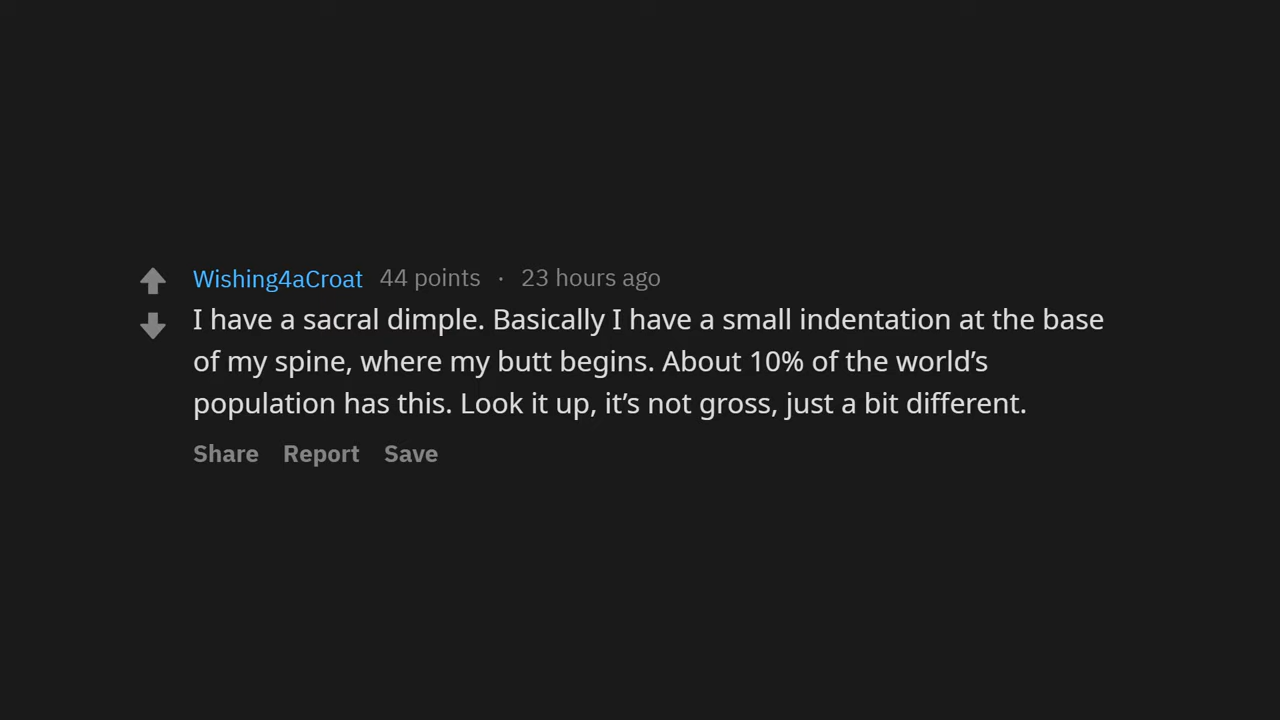 Wishing4aCroat 44 points · 23 hours ago
I have a sacral dimple. Basically I have a small indentation at the base
of my spine, where my butt begins. About 10% of the world’s
population has this. Look it up, it’s not gross, just a bit different.
Share Report Save